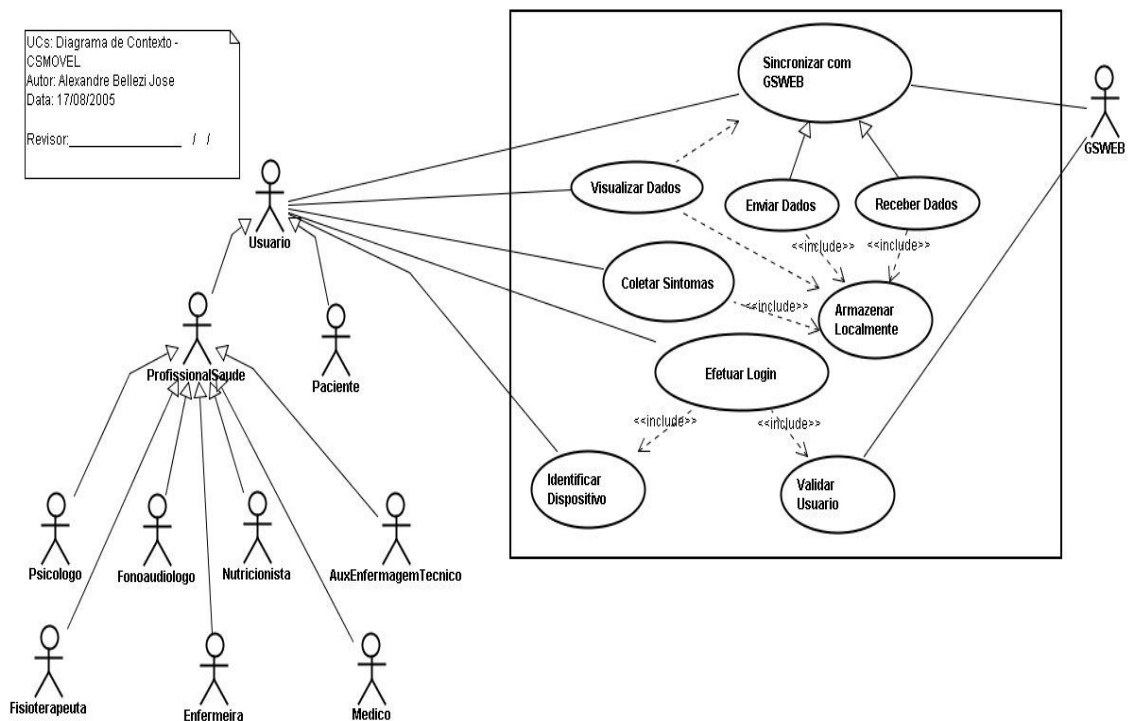 UCs: Diagrama de Contexto -
CSMOVEL
Autor: Alexandre Bellezi Jose
Data: 17/08/2005
Revisor:_________________ / /
Sincronizar com
GSWEB
GSWEB
Visualizar Dados
Enviar Dados
Receber Dados
Usuario
<<include>>
<<include>>
Coletar Sintomas
<<include>>
Armazenar
Localmente
ProfissionalSaude
Paciente
Efetuar Login
<<include>>
<<include>>
Identificar
Dispositivo
Validar
Usuario
Psicologo
Fonoaudiologo
Nutricionista
AuxEnfermagemTecnico
Fisioterapeuta
Enfermeira
Medico